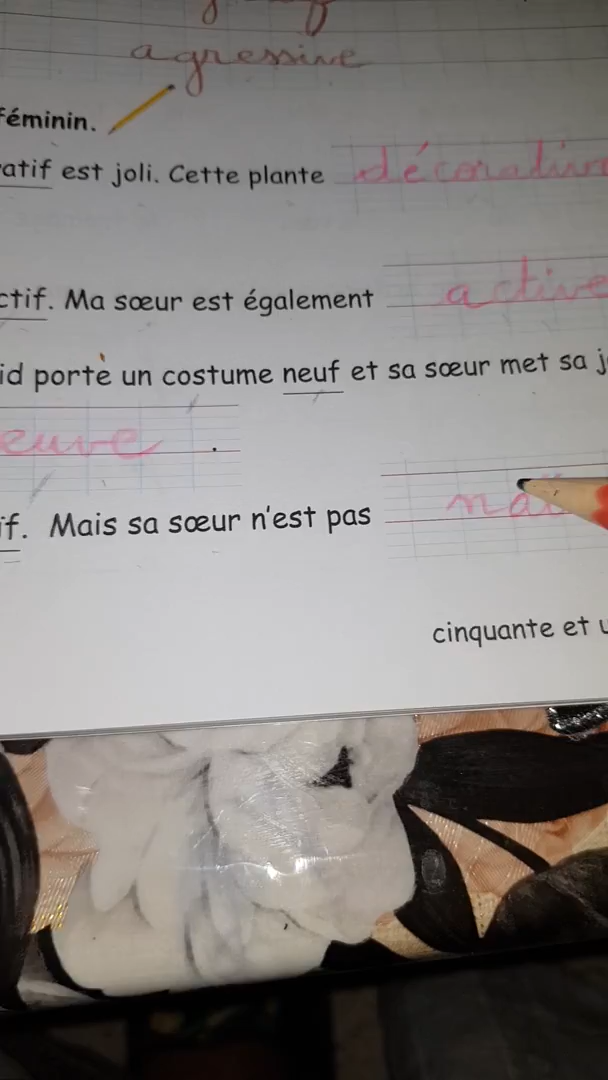 agressive
féminin.
atif est joli. Cette plante décorative
ctif. Ma sœur est également active
id porte un costume neuf et sa sœur met sa j
euve .
if. Mais sa sœur n'est pas naï
cinquante et u